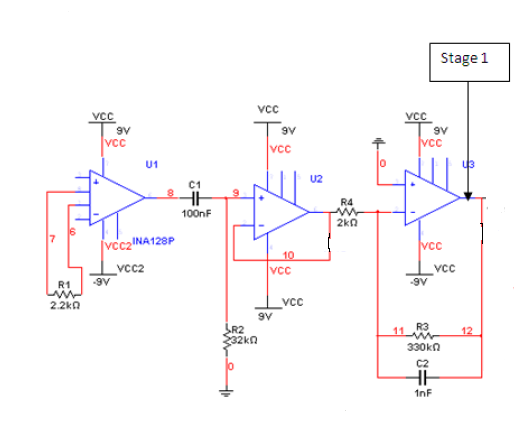 Stage 1
VCC
9V
VCC
U1
8
C1
100nF
VCC2
INA128P
VCC2
-9V
7
6
R1
2.2kΩ
VCC
9V
VCC
U2
9
10
VCC
VCC
9V
R2
32kΩ
0
R4
2kΩ
VCC
9V
VCC
0
U3
VCC
VCC
-9V
11
R3
12
330kΩ
C2
1nF